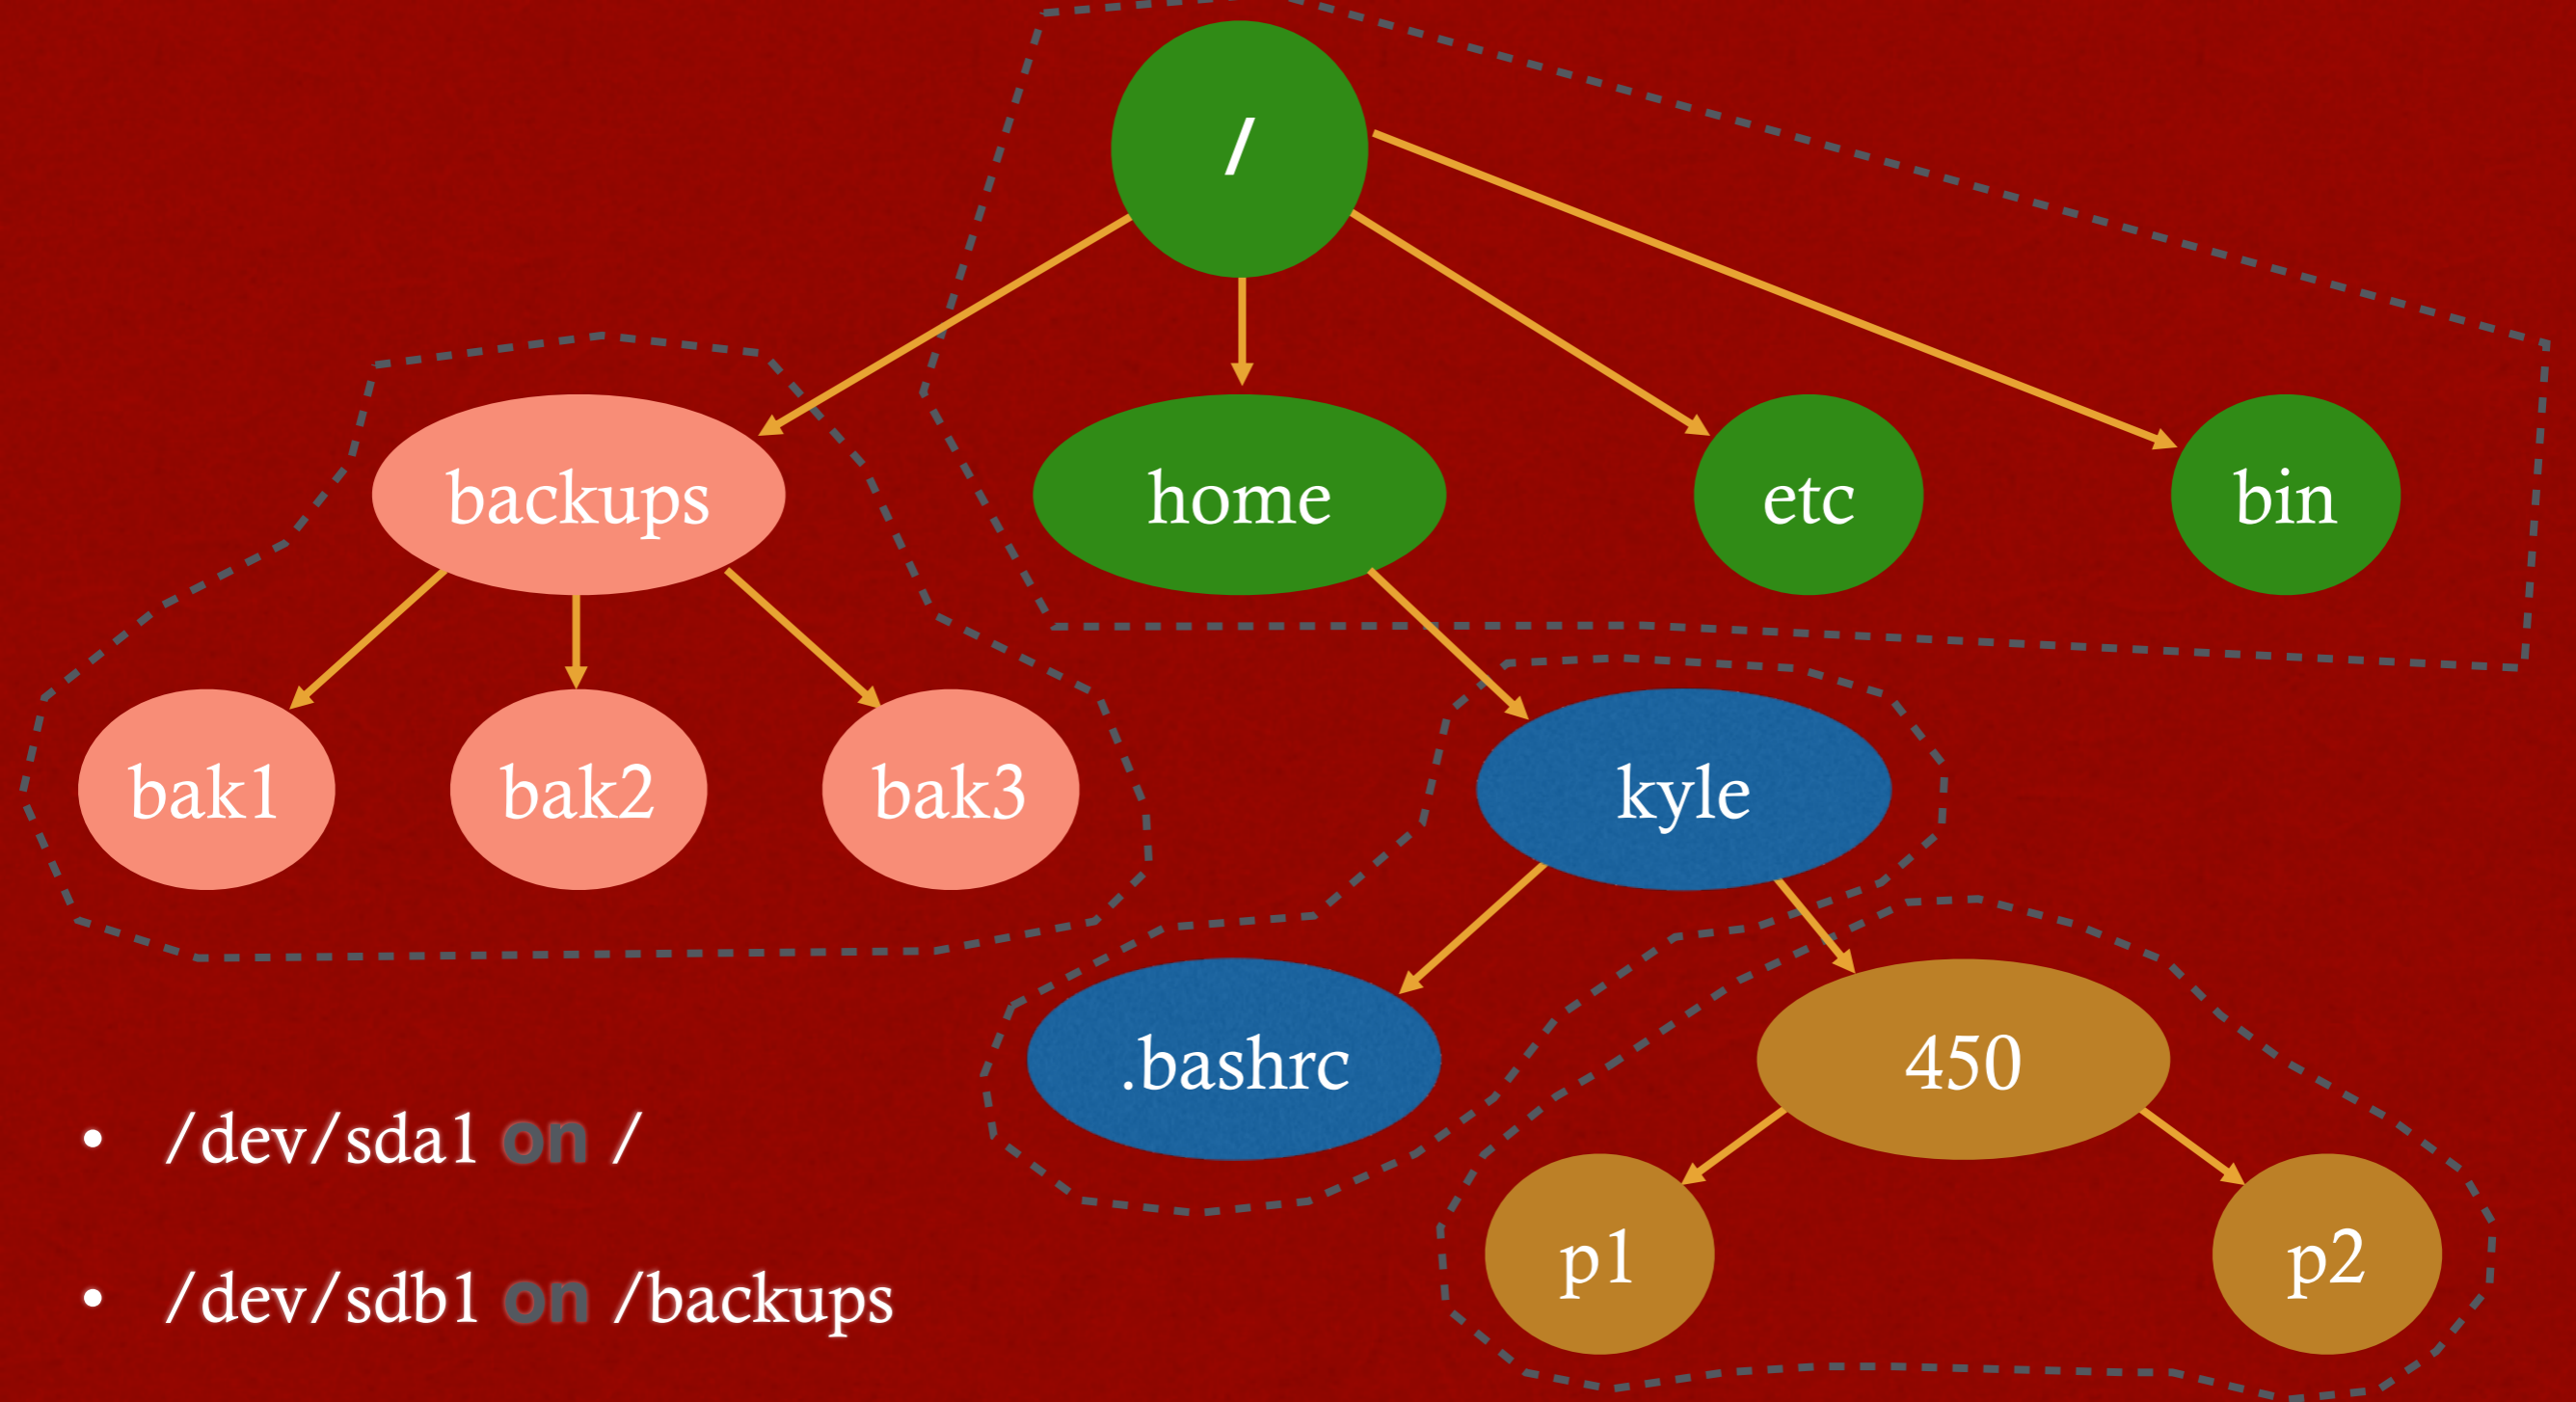 /
backups
home
etc
bin
bak1
bak2
bak3
kyle
.bashrc
450
p1
p2
• /dev/sda1 on /
• /dev/sdb1 on /backups